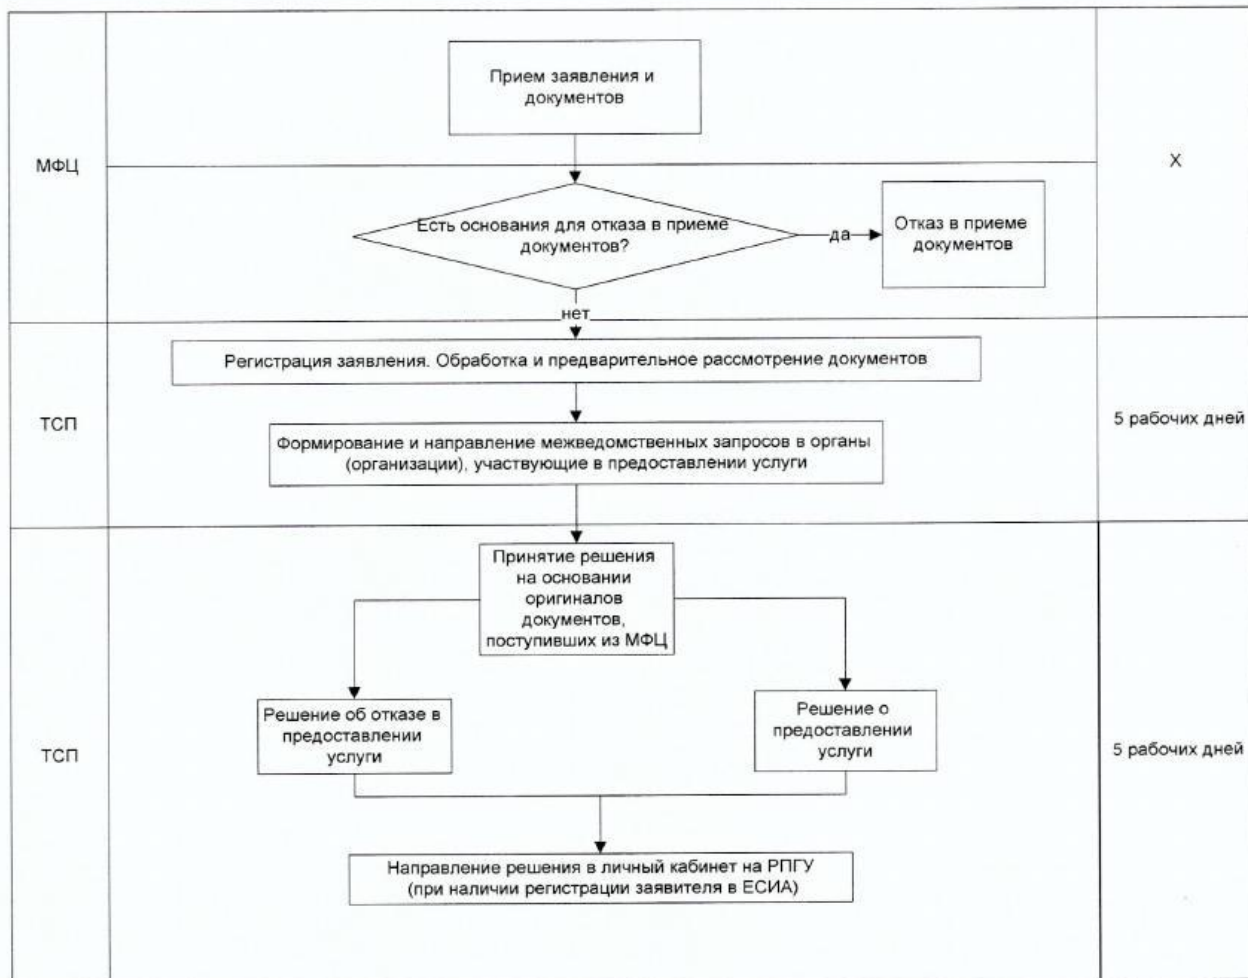 Прием заявления и
документов
МФЦ
Х
Есть основания для отказа в приеме
документов?
да
Отказ в приеме
документов
нет
Регистрация заявления. Обработка и предварительное рассмотрение документов
ТСП
5 рабочих дней
Формирование и направление межведомственных запросов в органы
(организации), участвующие в предоставлении услуги
Принятие решения
на основании
оригиналов
документов,
поступивших из МФЦ
Решение об отказе в
предоставлении
услуги
Решение о
предоставлении
услуги
ТСП
5 рабочих дней
Направление решения в личный кабинет на РПГУ
(при наличии регистрации заявителя в ЕСИА)